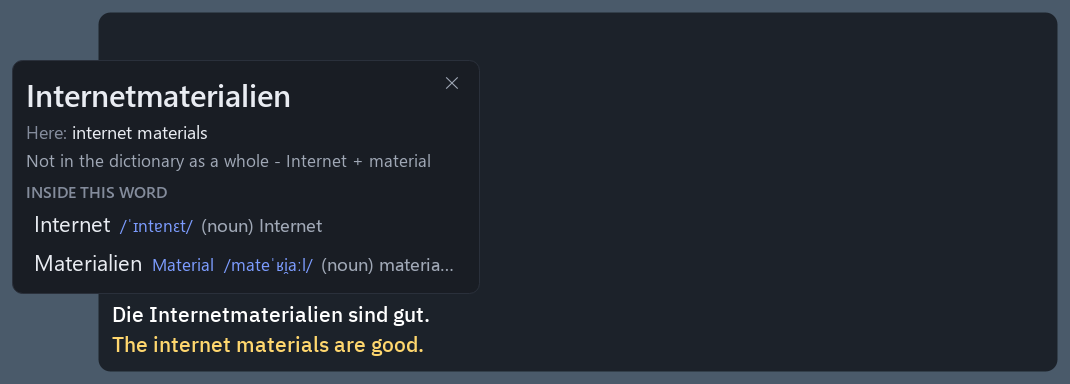 Internetmaterialien
Here: internet materials
Not in the dictionary as a whole - Internet + material
INSIDE THIS WORD
Internet /ˈɪntɐnɛt/ (noun) Internet
Materialien Material /mateˈʁi̯aːl/ (noun) materia...
Die Internetmaterialien sind gut.
The internet materials are good.